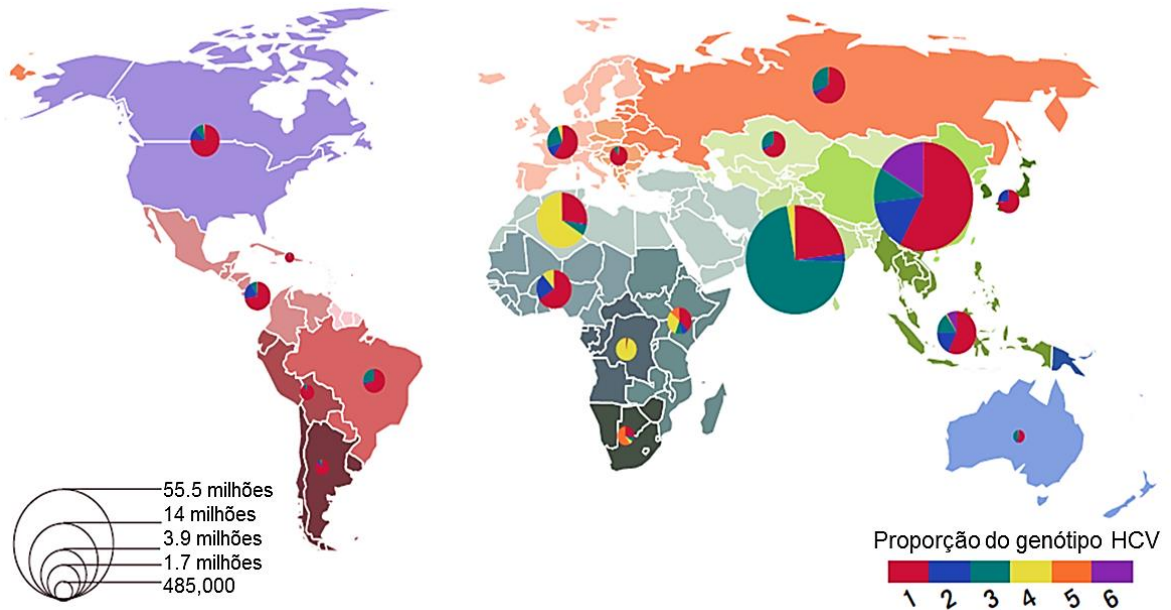 55.5 milhões
14 milhões
3.9 milhões
1.7 milhões
485,000
Proporção do genótipo HCV
1 2 3 4 5 6